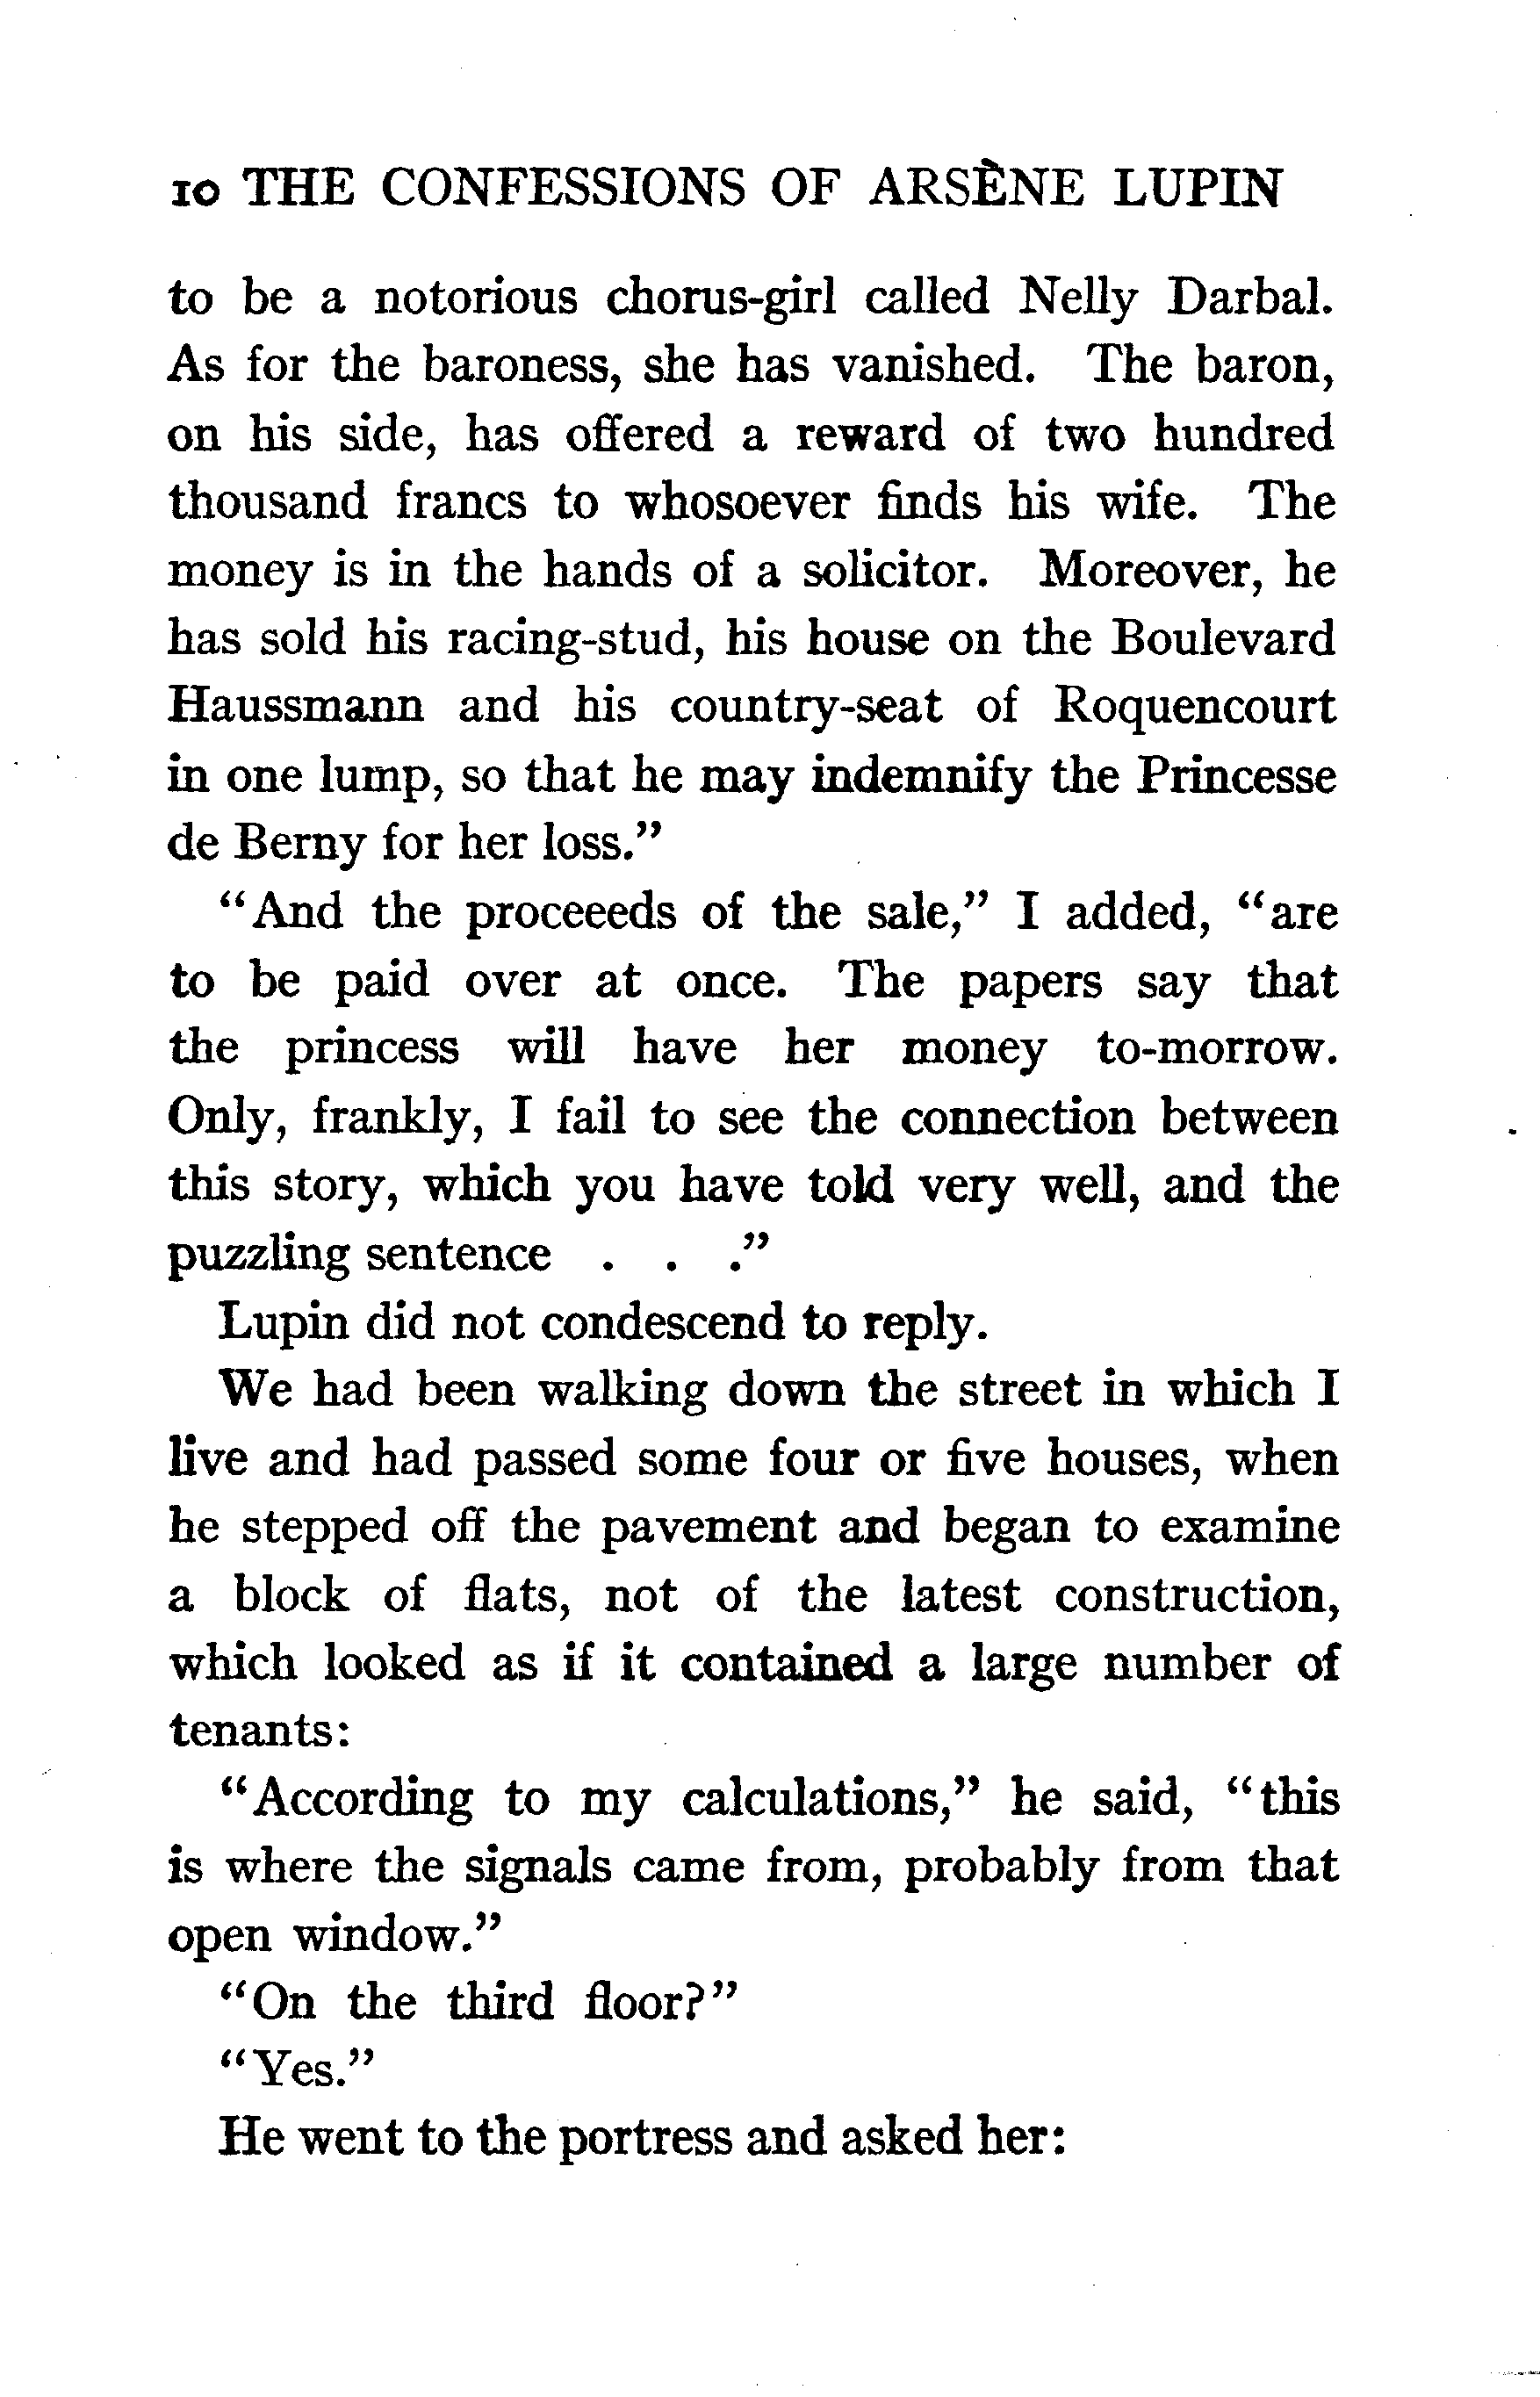 10 THE CONFESSIONS OF ARSÈNE LUPIN
to be a notorious chorus-girl called Nelly Darbal.
As for the baroness, she has vanished. The baron,
on his side, has offered a reward of two hundred
thousand francs to whosoever finds his wife. The
money is in the hands of a solicitor. Moreover, he
has sold his racing-stud, his house on the Boulevard
Haussmann and his country-seat of Roquencourt
in one lump, so that he may indemnify the Princesse
de Berny for her loss.”
“And the proceeeds of the sale,” I added, “are
to be paid over at once. The papers say that
the princess will have her money to-morrow.
Only, frankly, I fail to see the connection between
this story, which you have told very well, and the
puzzling sentence . . .”
Lupin did not condescend to reply.
We had been walking down the street in which I
live and had passed some four or five houses, when
he stepped off the pavement and began to examine
a block of flats, not of the latest construction,
which looked as if it contained a large number of
tenants:
“According to my calculations,” he said, “this
is where the signals came from, probably from that
open window.”
“On the third floor?”
“Yes.”
He went to the portress and asked her: